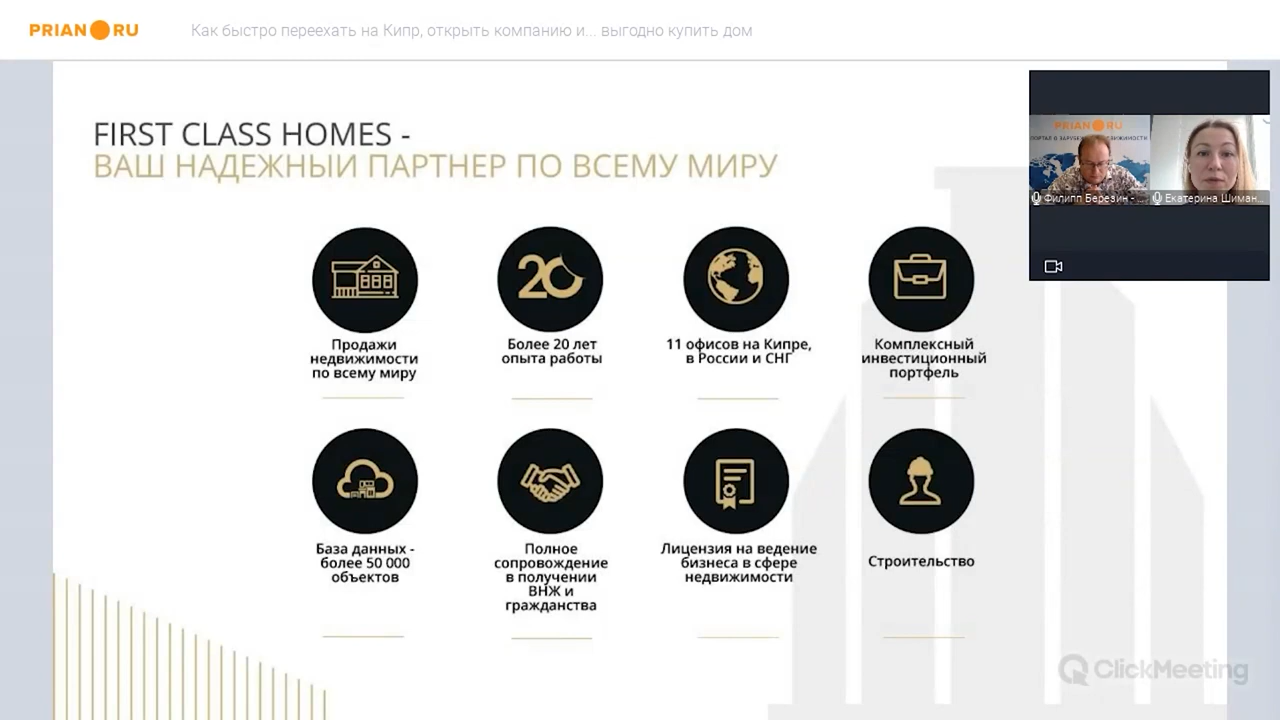 PRIAN RU
Как быстро переехать на Кипр, открыть компанию и... выгодно купить дом
FIRST CLASS HOMES -
ВАШ НАДЕЖНЫЙ ПАРТНЕР ПО ВСЕМУ МИРУ
PRIAN RU
Филипп Березин - ...
Екатерина Шиман...
20
Продажи
недвижимости
по всему миру
Более 20 лет
опыта работы
11 офисов на Кипре,
в России и СНГ
Комплексный
инвестиционный
портфель
База данных -
более 50 000
объектов
Полное
сопровождение
в получении
ВНЖ и
гражданства
Лицензия на ведение
бизнеса в сфере
недвижимости
Строительство
ClickMeeting